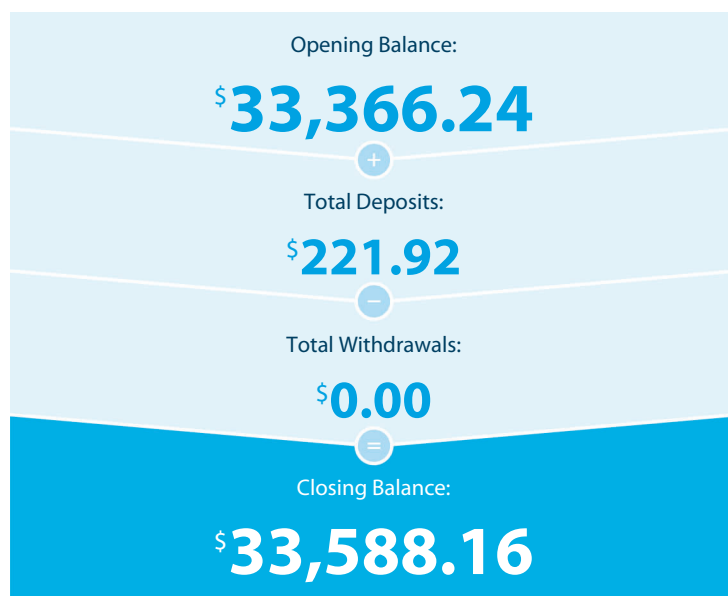 Opening Balance:
$33,366.24
+
Total Deposits:
$221.92
−
Total Withdrawals:
$0.00
=
Closing Balance:
$33,588.16